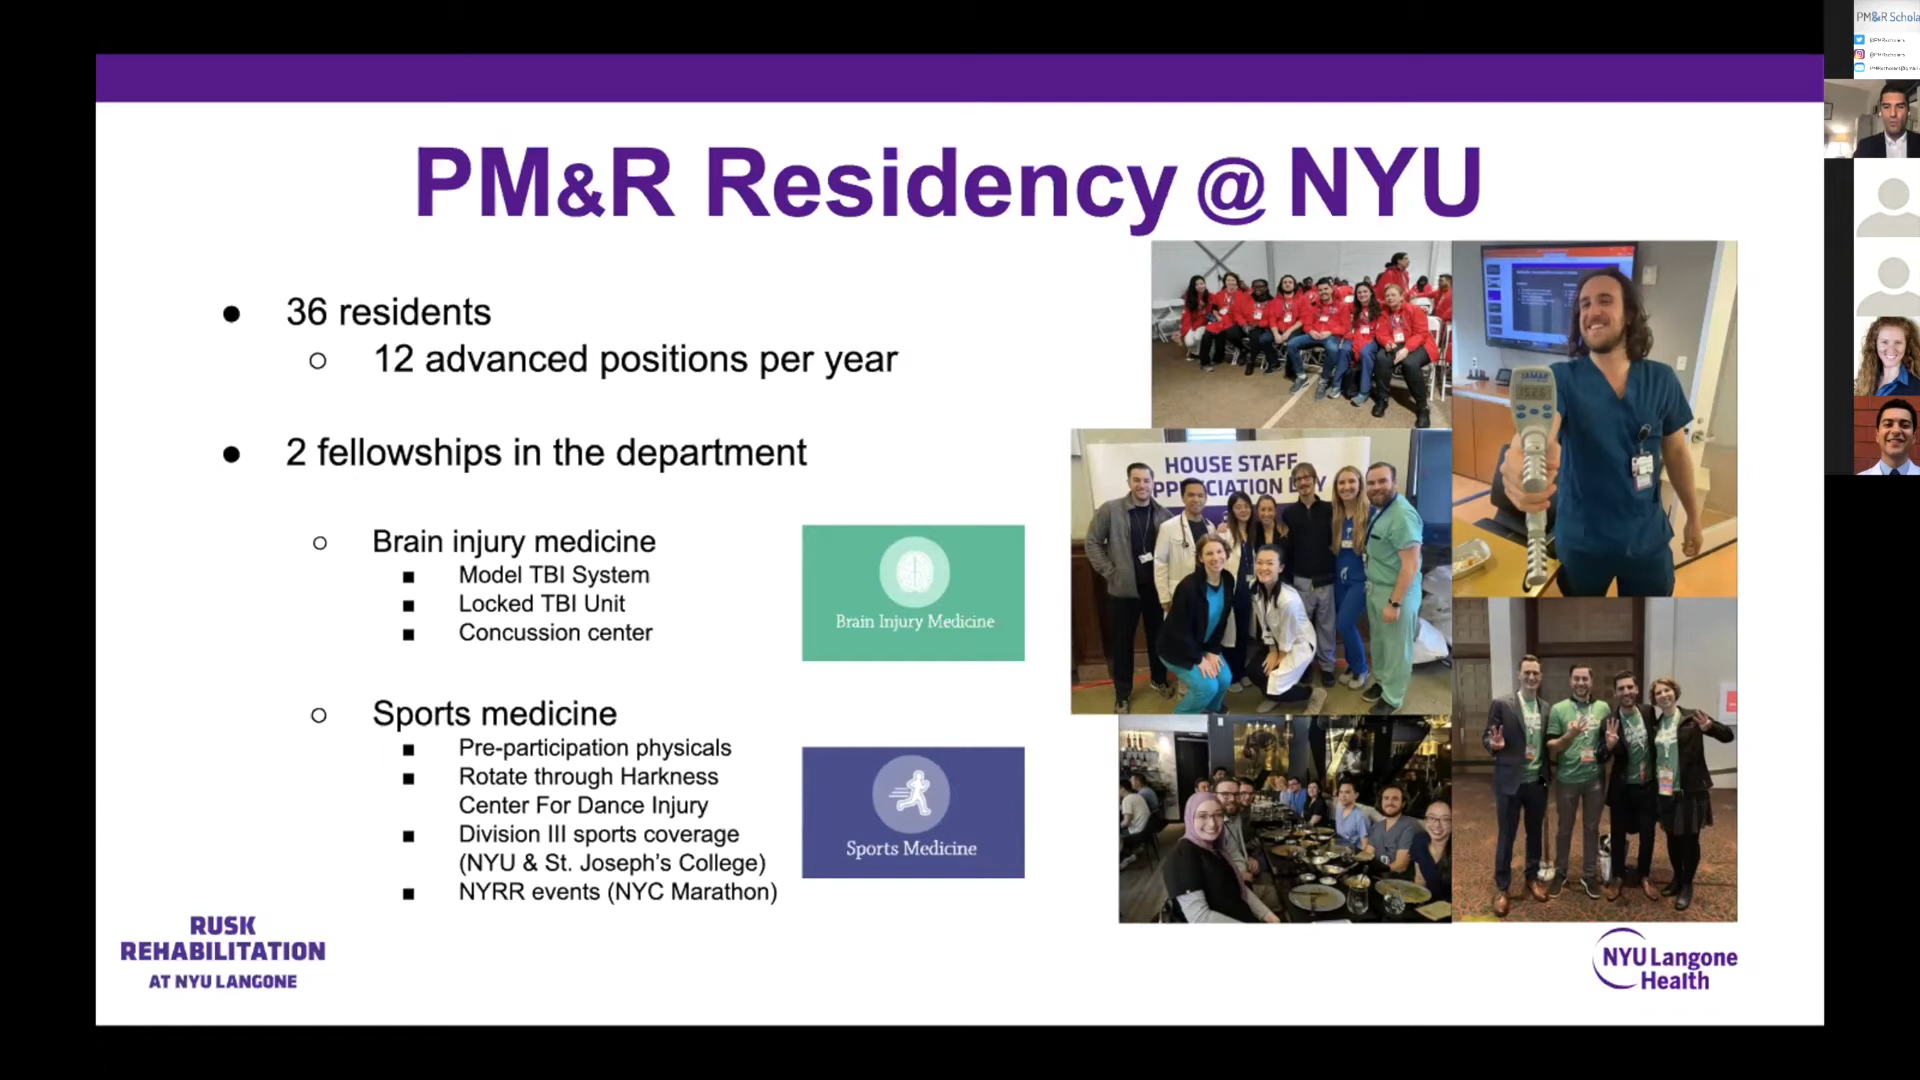 PM&R Residency @ NYU
● 36 residents
○ 12 advanced positions per year
● 2 fellowships in the department
○ Brain injury medicine
■ Model TBI System
■ Locked TBI Unit
■ Concussion center
Brain Injury Medicine
○ Sports medicine
■ Pre-participation physicals
■ Rotate through Harkness
Center For Dance Injury
■ Division III sports coverage
(NYU & St. Joseph's College)
■ NYRR events (NYC Marathon)
Sports Medicine
HOUSE STAFF
RUSK
REHABILITATION
AT NYU LANGONE
NYU Langone
Health
PM&R Schola
@PMRscholars
@PMRscholars